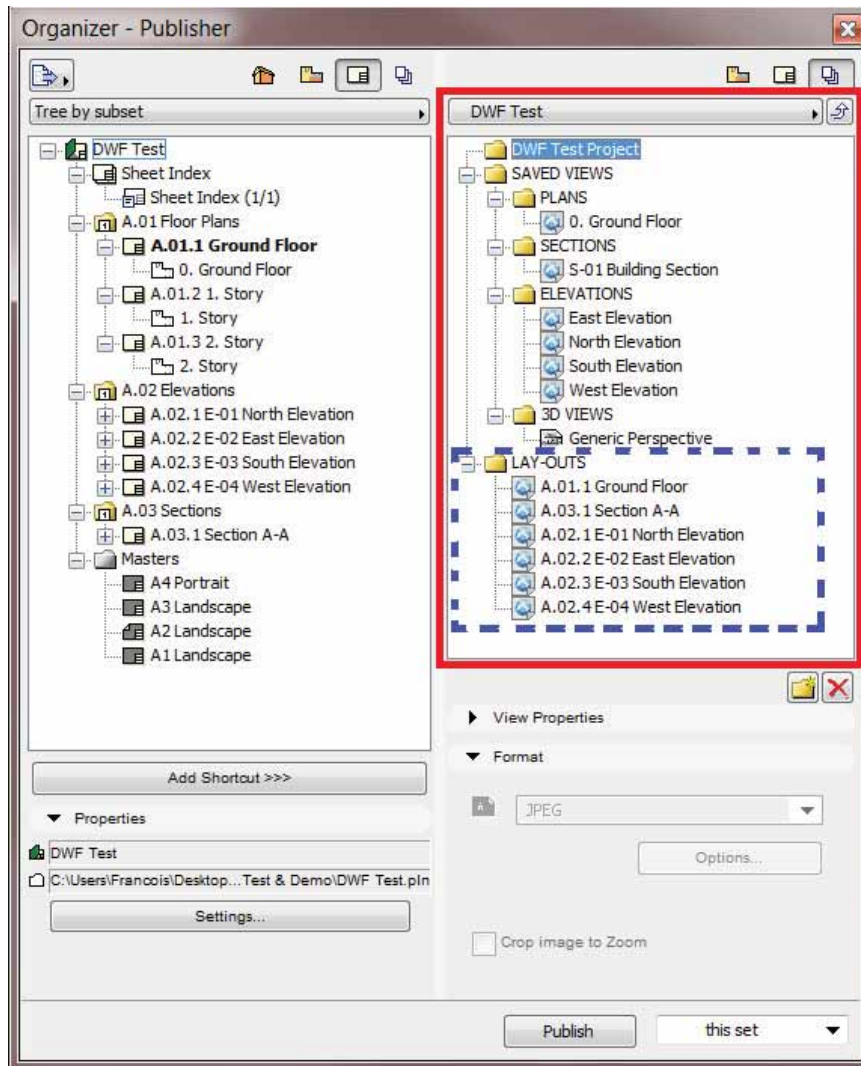 Organizer - Publisher
Tree by subset
DWF Test
Sheet Index
Sheet Index (1/1)
A.01 Floor Plans
A.01.1 Ground Floor
0. Ground Floor
A.01.2 1. Story
1. Story
A.01.3 2. Story
2. Story
A.02 Elevations
A.02.1 E-01 North Elevation
A.02.2 E-02 East Elevation
A.02.3 E-03 South Elevation
A.02.4 E-04 West Elevation
A.03 Sections
A.03.1 Section A-A
Masters
A4 Portrait
A3 Landscape
A2 Landscape
A1 Landscape
Add Shortcut >>>
Properties
DWF Test
C:\Users\Francois\Desktop...Test & Demo\DWF Test.pln
Settings...
DWF Test
DWF Test Project
SAVED VIEWS
PLANS
0. Ground Floor
SECTIONS
S-01 Building Section
ELEVATIONS
East Elevation
North Elevation
South Elevation
West Elevation
3D VIEWS
Generic Perspective
LAY-OUTS
A.01.1 Ground Floor
A.03.1 Section A-A
A.02.1 E-01 North Elevation
A.02.2 E-02 East Elevation
A.02.3 E-03 South Elevation
A.02.4 E-04 West Elevation
View Properties
Format
JPEG
Options...
Crop image to Zoom
Publish
this set